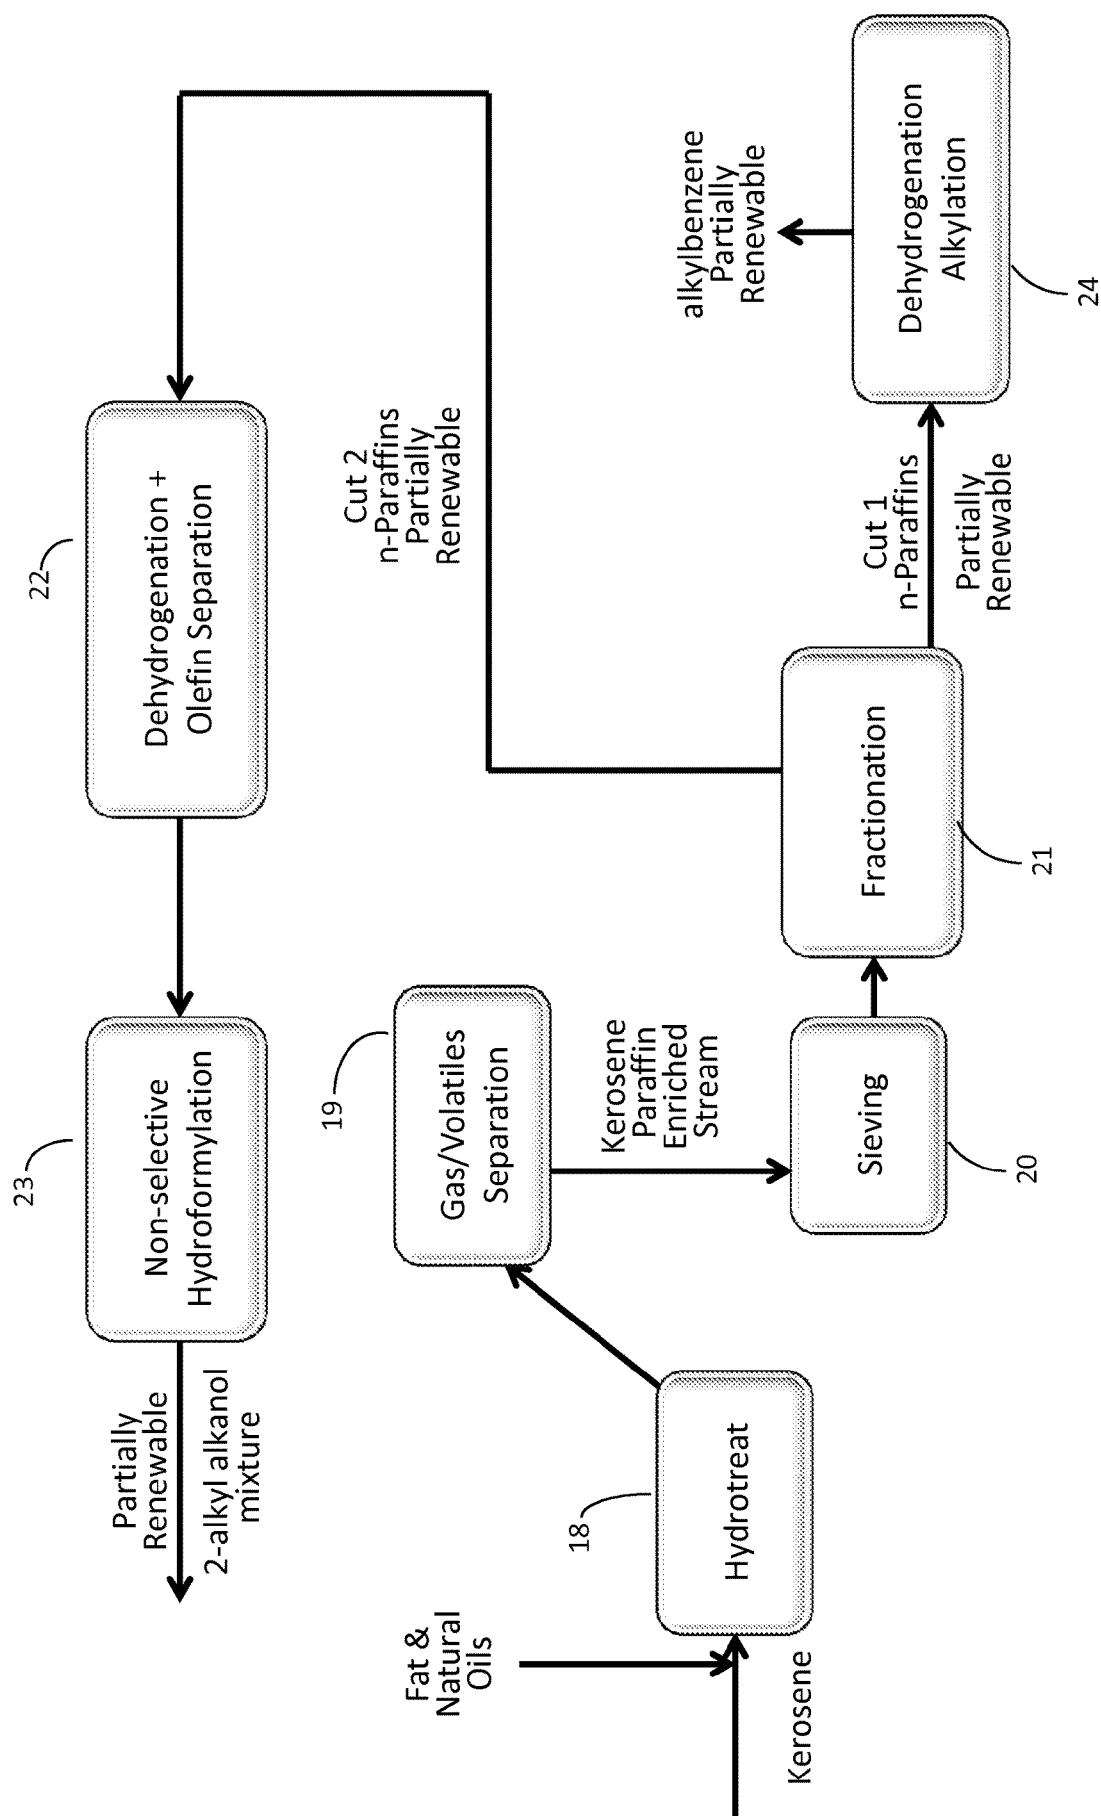 23
Non-selective
Hydroformylation
Partially
Renewable
2-alkyl alkanol
mixture
22
Dehydrogenation +
Olefin Separation
Cut 2
n-Paraffins
Partially
Renewable
Fat &
Natural
Oils
Kerosene
18
Hydrotreat
19
Gas/Volatiles
Separation
Kerosene
Paraffin
Enriched
Stream
Sieving
20
Fractionation
21
Cut 1
n-Paraffins
Partially
Renewable
alkylbenzene
Partially
Renewable
Dehydrogenation
Alkylation
24